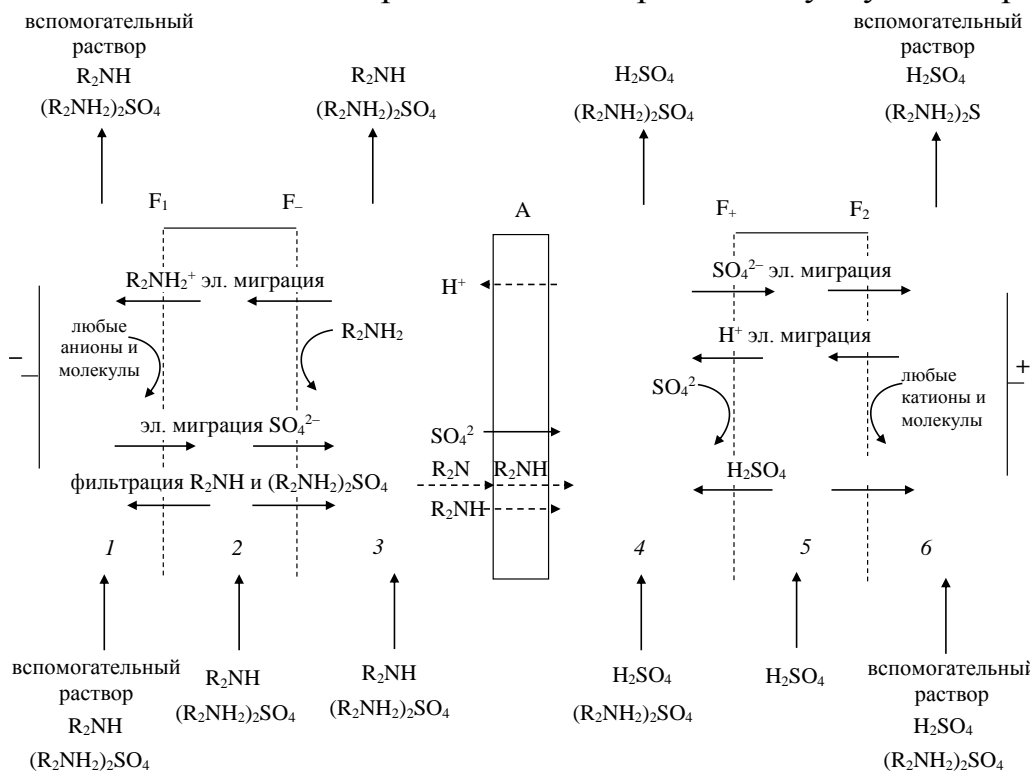 вспомогательный
раствор
R₂NH
(R₂NH₂)₂SO₄
R₂NH
(R₂NH₂)₂SO₄
H₂SO₄
(R₂NH₂)₂SO₄
вспомогательный
раствор
H₂SO₄
(R₂NH₂)₂S
F₁
F₋
A
F₊
F₂
R₂NH₂⁺ эл. миграция
H⁺
SO₄²⁻ эл. миграция
любые
анионы и
молекулы
R₂NH₂
H⁺ эл. миграция
–
+
SO₄²
любые
катионы и
молекулы
эл. миграция SO₄²⁻
SO₄²
R₂N
R₂NH
H₂SO₄
фильтрация R₂NH и (R₂NH₂)₂SO₄
R₂NH
1
2
3
4
5
6
вспомогательный
раствор
R₂NH
(R₂NH₂)₂SO₄
R₂NH
(R₂NH₂)₂SO₄
R₂NH
(R₂NH₂)₂SO₄
H₂SO₄
(R₂NH₂)₂SO₄
H₂SO₄
вспомогательный
раствор
H₂SO₄
(R₂NH₂)₂SO₄